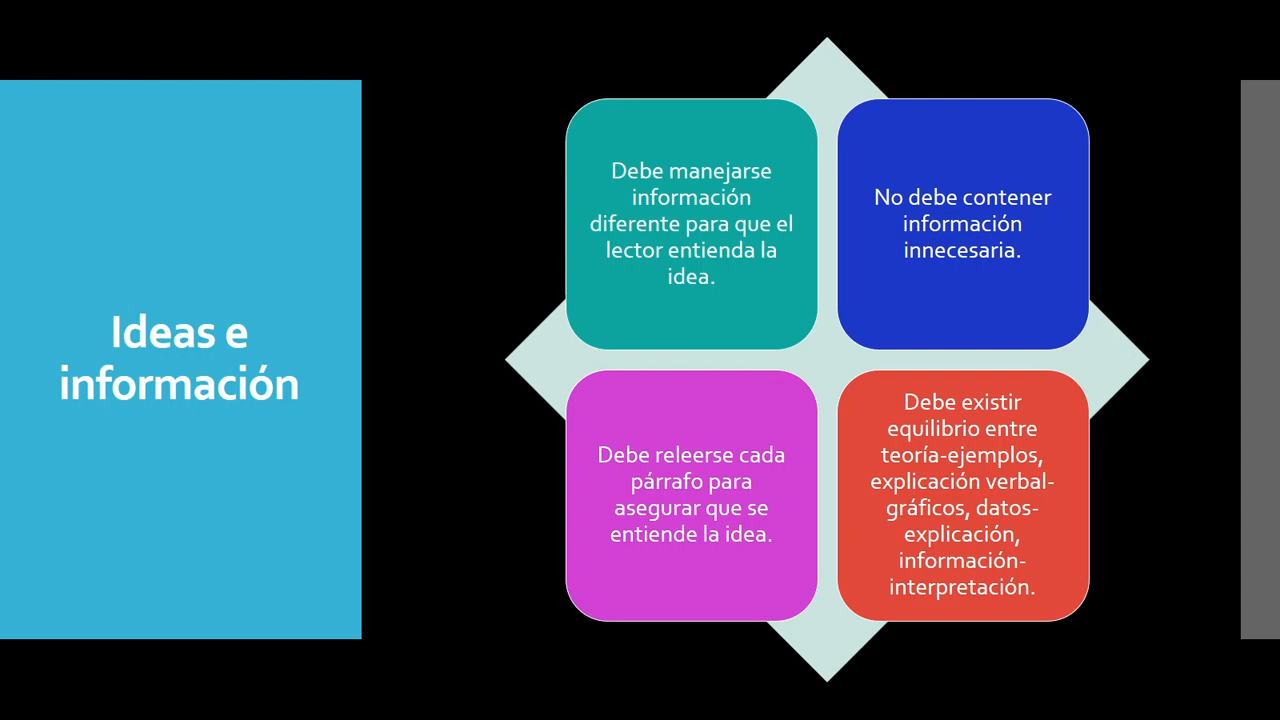 Ideas e
información
Debe manejarse
información
diferente para que el
lector entienda la
idea.
No debe contener
información
innecesaria.
Debe releerse cada
párrafo para
asegurar que se
entiende la idea.
Debe existir
equilibrio entre
teoría-ejemplos,
explicación verbal-
gráficos, datos-
explicación,
información-
interpretación.